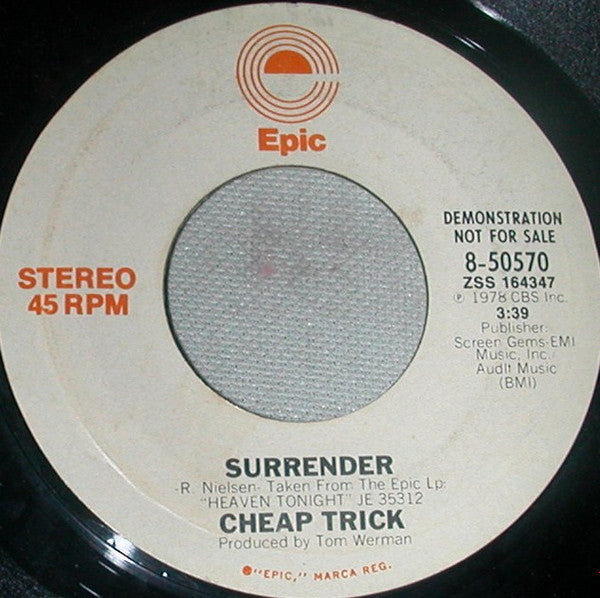 Epic
STEREO
45 RPM
DEMONSTRATION
NOT FOR SALE
8-50570
ZSS 164347
℗ 1978 CBS Inc.
3:39
Publisher:
Screen Gems-EMI
Music, Inc./
Audlt Music
(BMI)
SURRENDER
-R. Nielsen- Taken From The Epic Lp:
"HEAVEN TONIGHT" JE 35312
CHEAP TRICK
Produced by Tom Werman
"EPIC," MARCA REG.